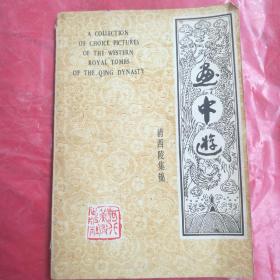 A COLLECTION
OF CHOICE PICTURES
OF THE WESTERN
ROYAL TOMBS
OF THE QING DYNASTY
画中游
清西陵集锦